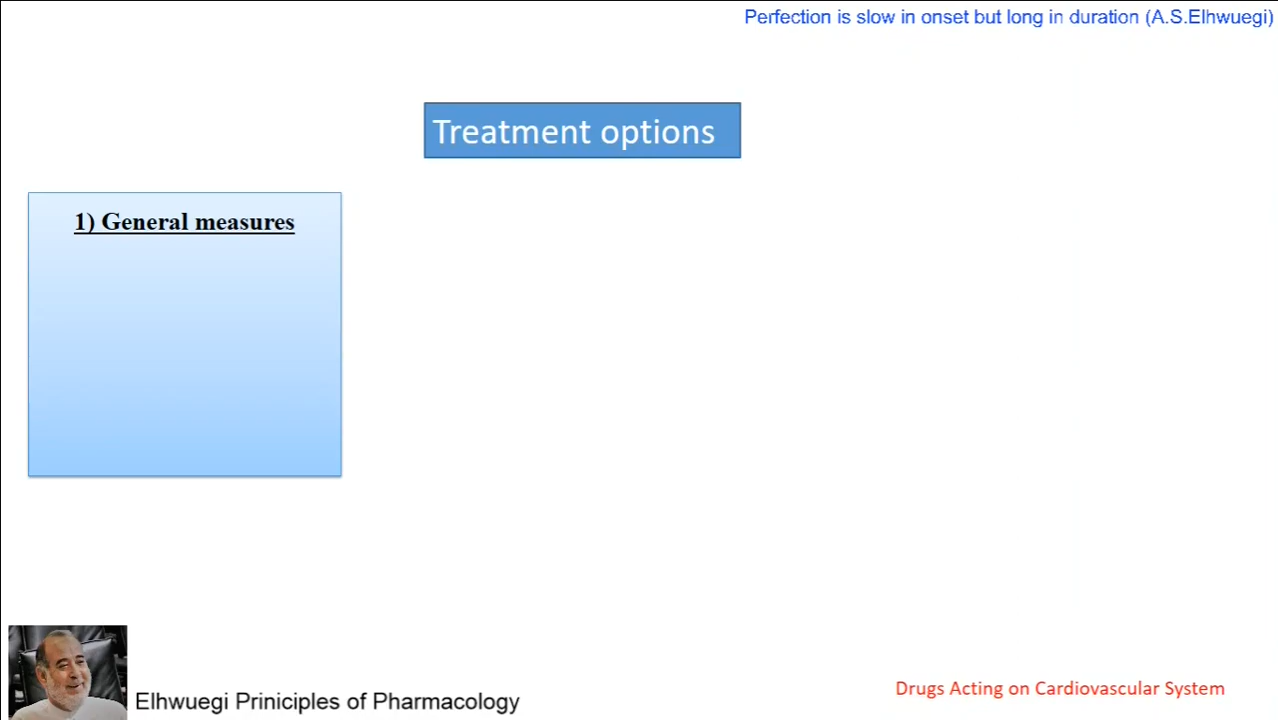 Perfection is slow in onset but long in duration (A.S.Elhwuegi)
Treatment options
1) General measures
Elhwuegi Priniciples of Pharmacology
Drugs Acting on Cardiovascular System